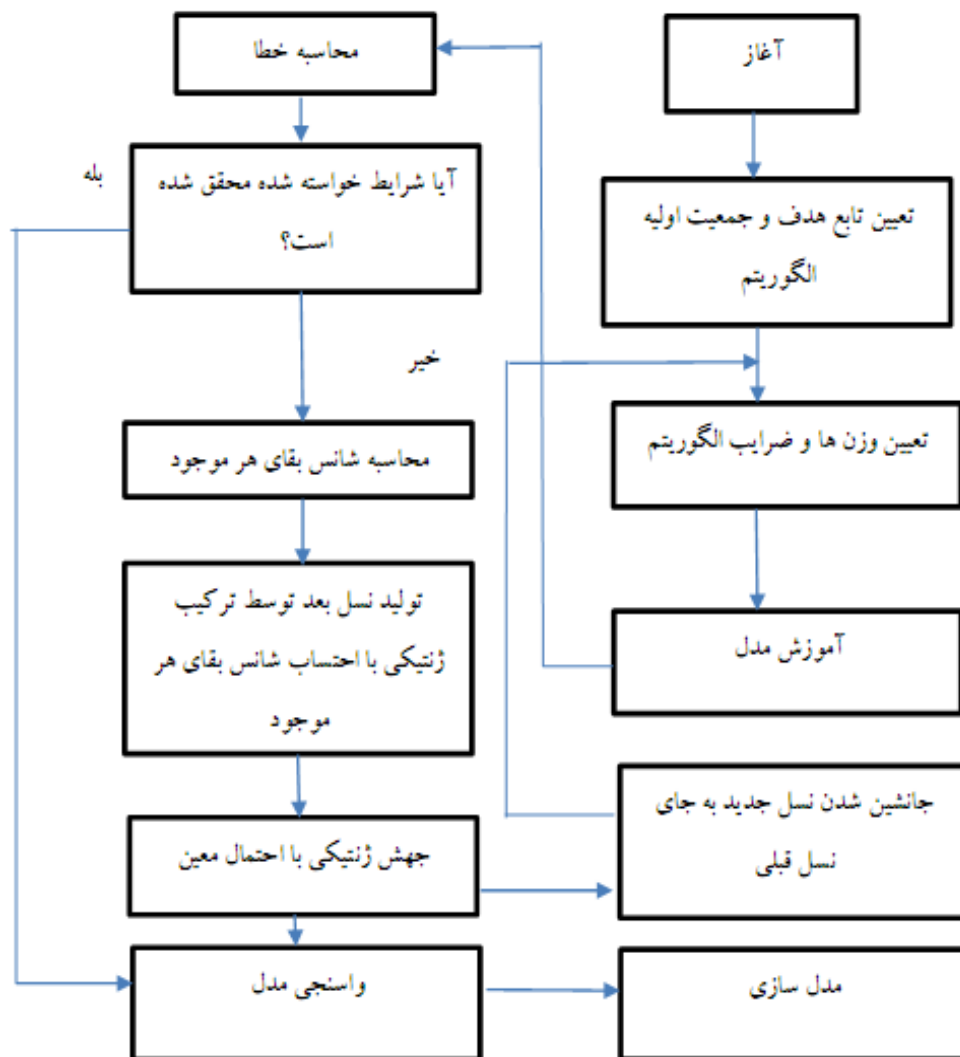 آغاز
تعیین تابع هدف و جمعیت اولیه
الگوریتم
تعیین وزن ها و ضرایب الگوریتم
آموزش مدل
محاسبه خطا
آیا شرایط خواسته شده محقق شده
است؟
بله
خیر
محاسبه شانس بقای هر موجود
تولید نسل بعد توسط ترکیب
ژنتیکی با احتساب شانس بقای هر
موجود
جهش ژنتیکی با احتمال معین
جانشین شدن نسل جدید به جای
نسل قبلی
واسنجی مدل
مدل سازی